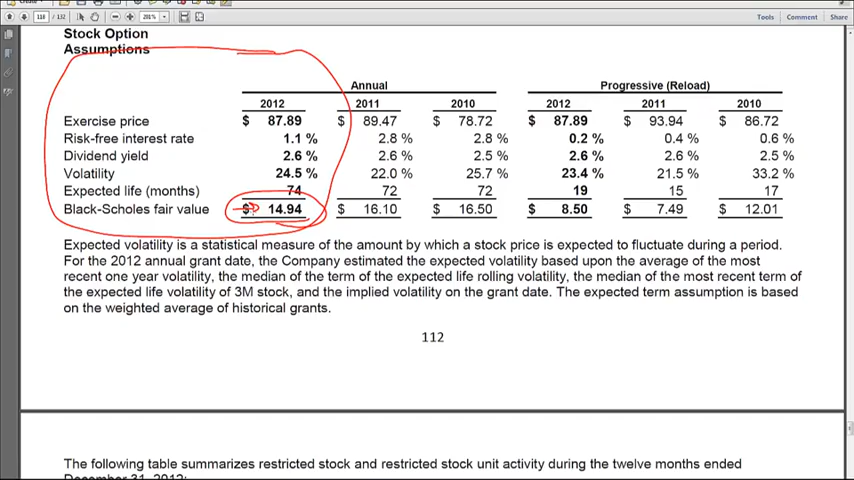 Create
118 / 132
201%
Tools Comment Share
Stock Option
Assumptions
Annual Progressive (Reload)
2012 2011 2010 2012 2011 2010
Exercise price $ 87.89 $ 89.47 $ 78.72 $ 87.89 $ 93.94 $ 86.72
Risk-free interest rate 1.1 % 2.8 % 2.8 % 0.2 % 0.4 % 0.6 %
Dividend yield 2.6 % 2.6 % 2.5 % 2.6 % 2.6 % 2.5 %
Volatility 24.5 % 22.0 % 25.7 % 23.4 % 21.5 % 33.2 %
Expected life (months) 74 72 72 19 15 17
Black-Scholes fair value $ 14.94 $ 16.10 $ 16.50 $ 8.50 $ 7.49 $ 12.01
Expected volatility is a statistical measure of the amount by which a stock price is expected to fluctuate during a period.
For the 2012 annual grant date, the Company estimated the expected volatility based upon the average of the most
recent one year volatility, the median of the term of the expected life rolling volatility, the median of the most recent term of
the expected life volatility of 3M stock, and the implied volatility on the grant date. The expected term assumption is based
on the weighted average of historical grants.
112
The following table summarizes restricted stock and restricted stock unit activity during the twelve months ended
December 31, 2012: